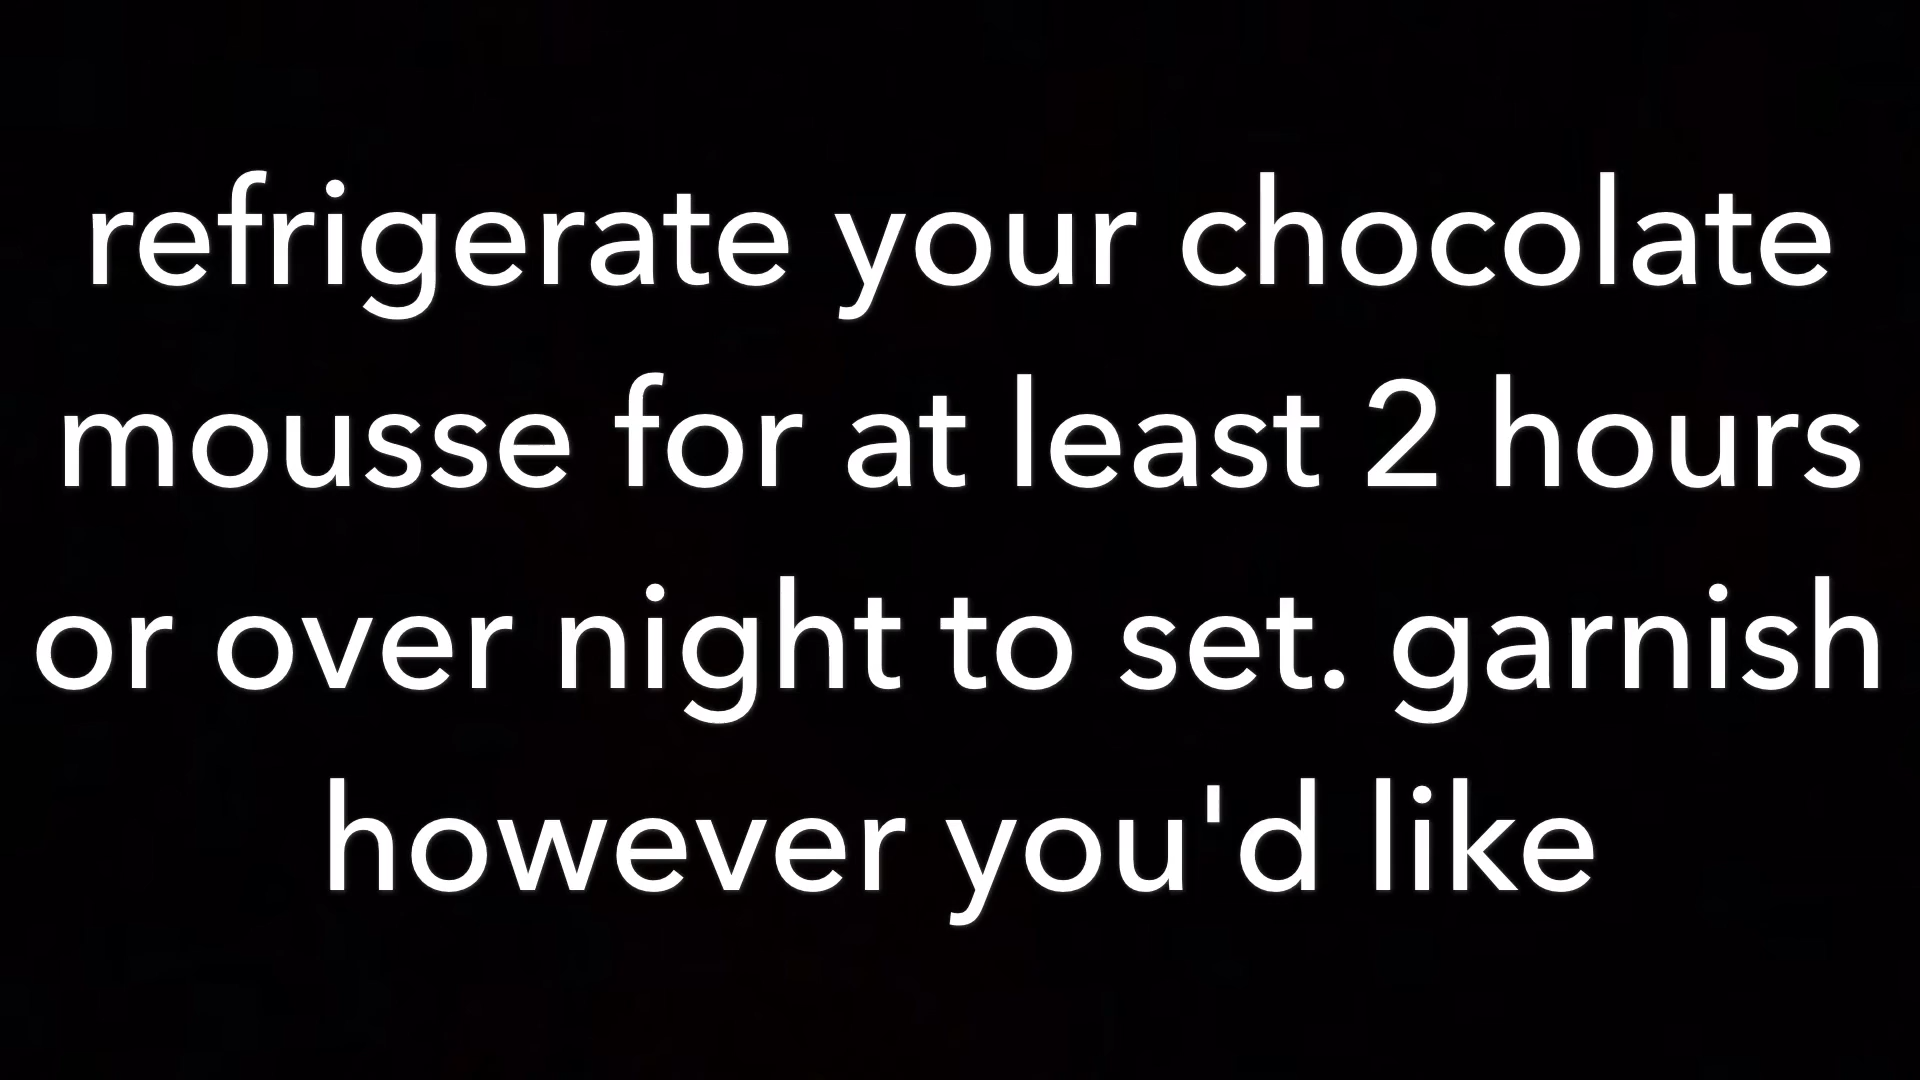 refrigerate your chocolate
mousse for at least 2 hours
or over night to set. garnish
however you'd like